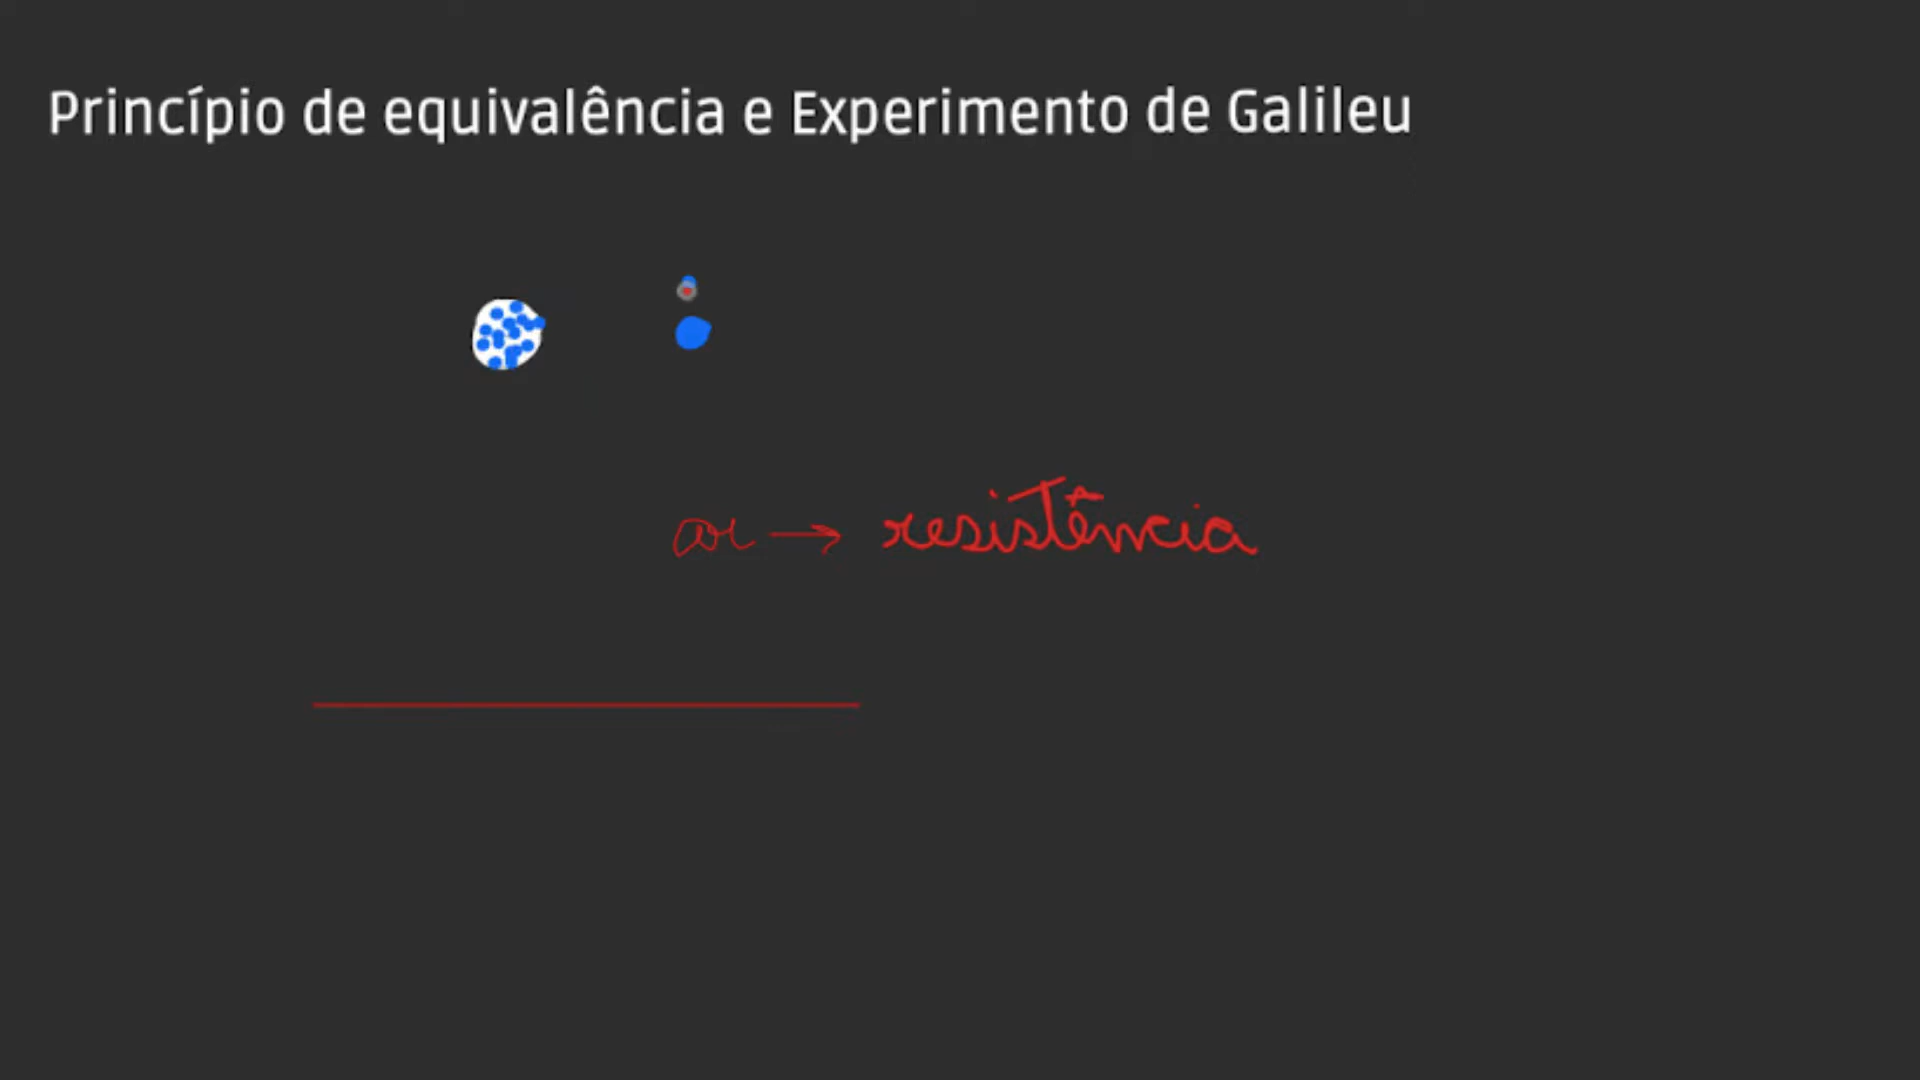 Princípio de equivalência e Experimento de Galileu
ar → resistência